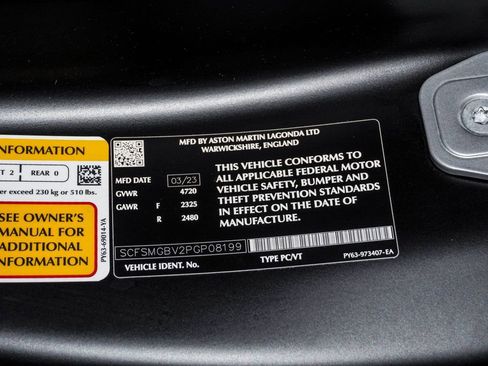 INFORMATION
T 2 REAR 0
er exceed 230 kg or 510 lbs.
SEE OWNER'S
MANUAL FOR
ADDITIONAL
INFORMATION
PY63-69014-YA
MFD BY ASTON MARTIN LAGONDA LTD
WARWICKSHIRE, ENGLAND
MFD DATE 03/23
GVWR 4720
GAWR F 2325
R 2480
THIS VEHICLE CONFORMS TO
ALL APPLICABLE FEDERAL MOTOR
VEHICLE SAFETY, BUMPER AND
THEFT PREVENTION STANDARDS
IN EFFECT ON THE DATE OF
MANUFACTURE.
SCFSMGBV2PGP08199
VEHICLE IDENT. No.
TYPE PC/VT
PY63-973407-EA